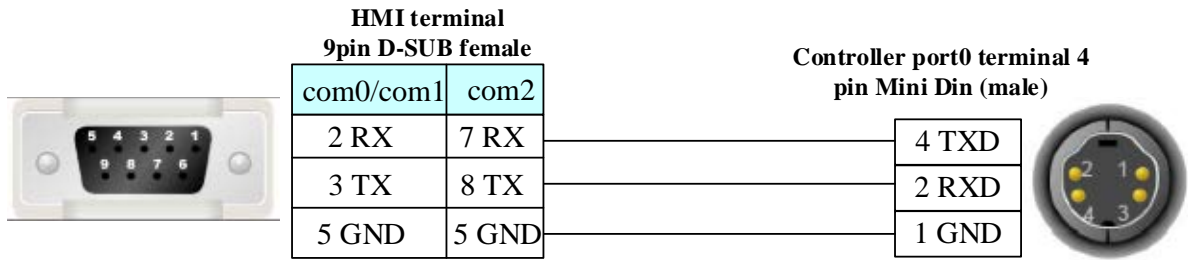 HMI terminal
9pin D-SUB female
Controller port0 terminal 4
pin Mini Din (male)
com0/com1 com2
5 4 3 2 1
9 8 7 6
2 RX 7 RX
3 TX 8 TX
5 GND 5 GND
4 TXD
2 RXD
1 GND
2 1
4 3